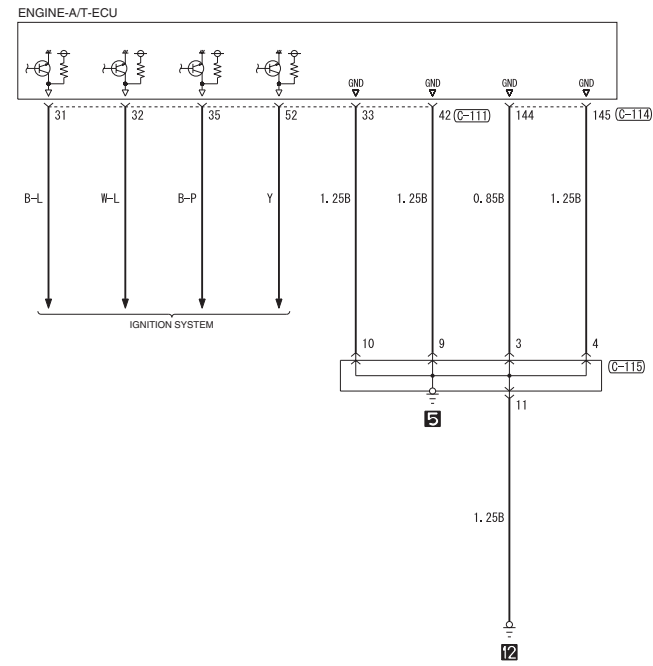 ENGINE-A/T-ECU
GND GND GND GND
31 32 35 52 33 42 (C-111) 144 145 (C-114)
B-L W-L B-P Y 1.25B 1.25B 0.85B 1.25B
IGNITION SYSTEM
10 9 3 4
(C-115)
5 11
1.25B
12